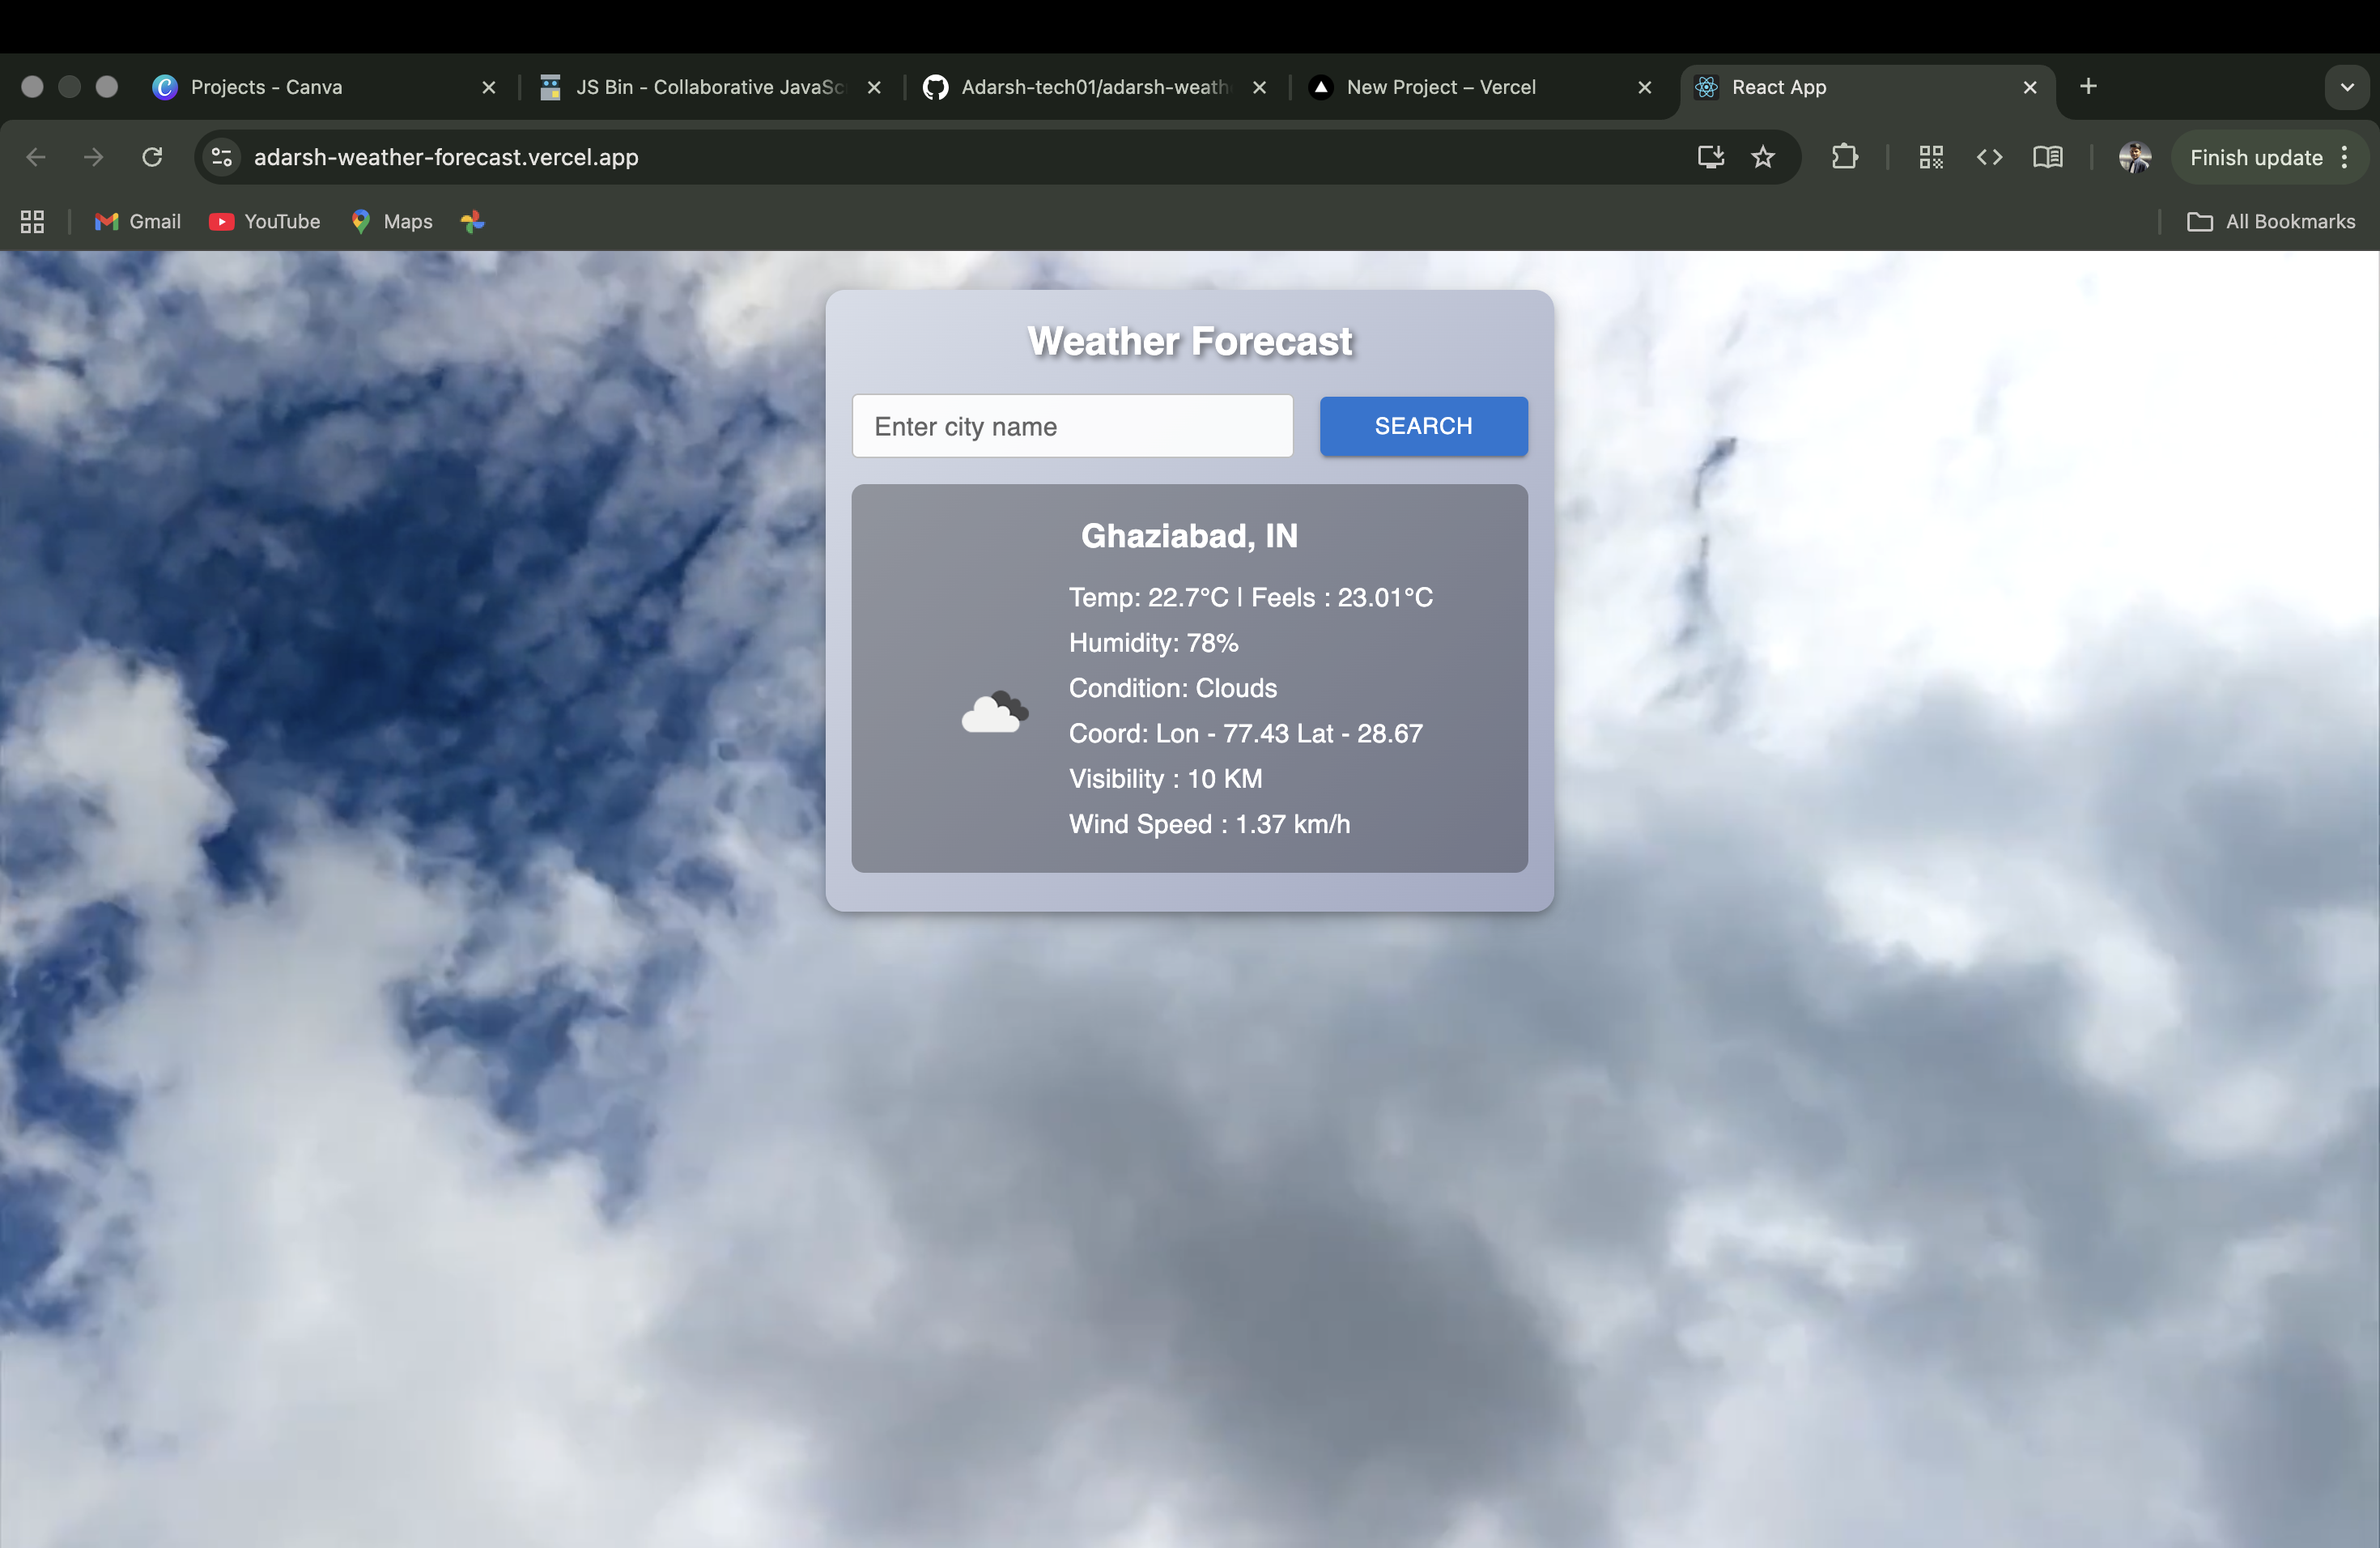 Projects - Canva
JS Bin - Collaborative JavaSc
Adarsh-tech01/adarsh-weath
New Project – Vercel
React App
adarsh-weather-forecast.vercel.app
Finish update
Gmail
YouTube
Maps
All Bookmarks
Weather Forecast
Enter city name
SEARCH
Ghaziabad, IN
Temp: 22.7°C | Feels : 23.01°C
Humidity: 78%
Condition: Clouds
Coord: Lon - 77.43 Lat - 28.67
Visibility : 10 KM
Wind Speed : 1.37 km/h